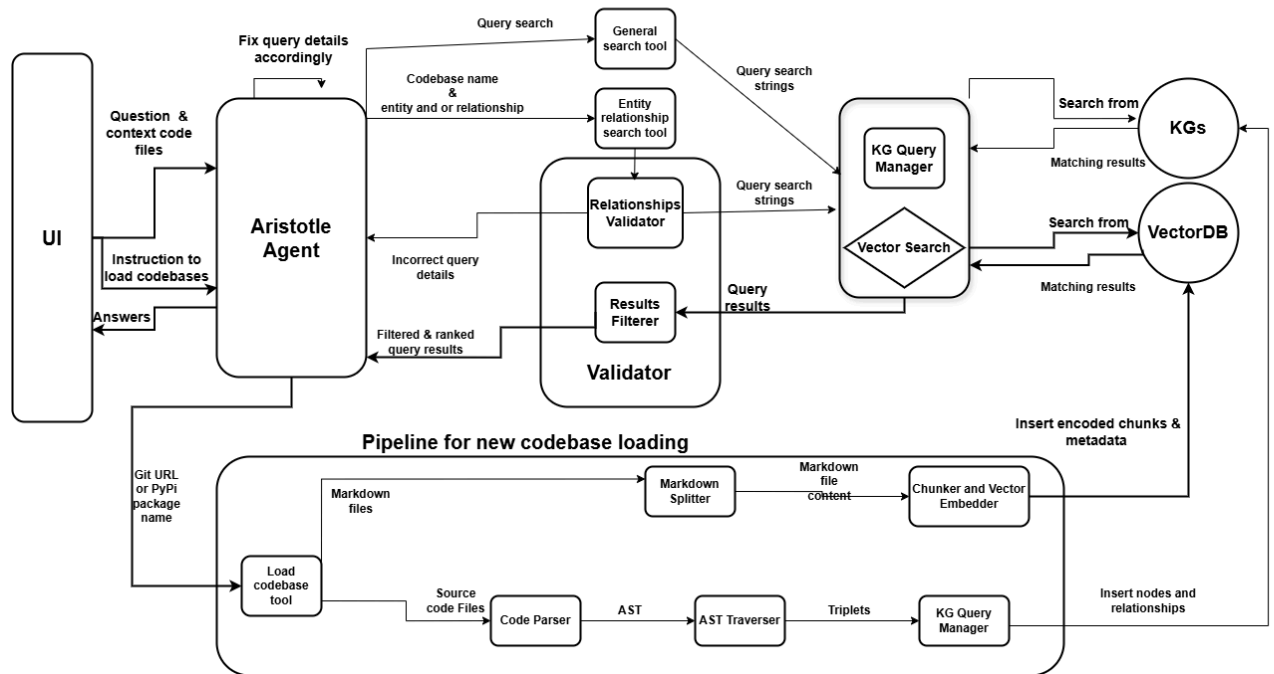 Query search
General
search tool
Fix query details
accordingly
Codebase name
&
entity and or relationship
Entity
relationship
search tool
Query search
strings
Search from
KGs
Matching results
Question &
context code
files
KG Query
Manager
UI
Aristotle
Agent
Relationships
Validator
Query search
strings
Vector Search
Search from
VectorDB
Matching results
Instruction to
load codebases
Incorrect query
details
Answers
Results
Filterer
Query
results
Filtered & ranked
query results
Validator
Insert encoded chunks &
metadata
Pipeline for new codebase loading
Git URL
or PyPi
package
name
Markdown
files
Markdown
Splitter
Markdown
file
content
Chunker and Vector
Embedder
Load
codebase
tool
Source
code Files
Code Parser
AST
AST Traverser
Triplets
KG Query
Manager
Insert nodes and
relationships